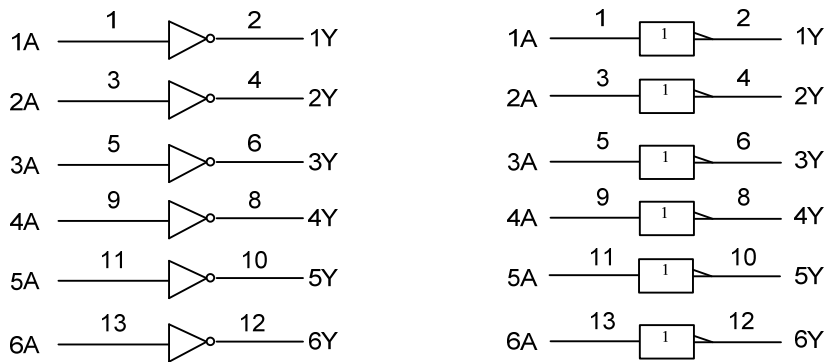 1A 1 2 1Y 1A 1 1 2 1Y
2A 3 4 2Y 2A 3 1 4 2Y
3A 5 6 3Y 3A 5 1 6 3Y
4A 9 8 4Y 4A 9 1 8 4Y
5A 11 10 5Y 5A 11 1 10 5Y
6A 13 12 6Y 6A 13 1 12 6Y